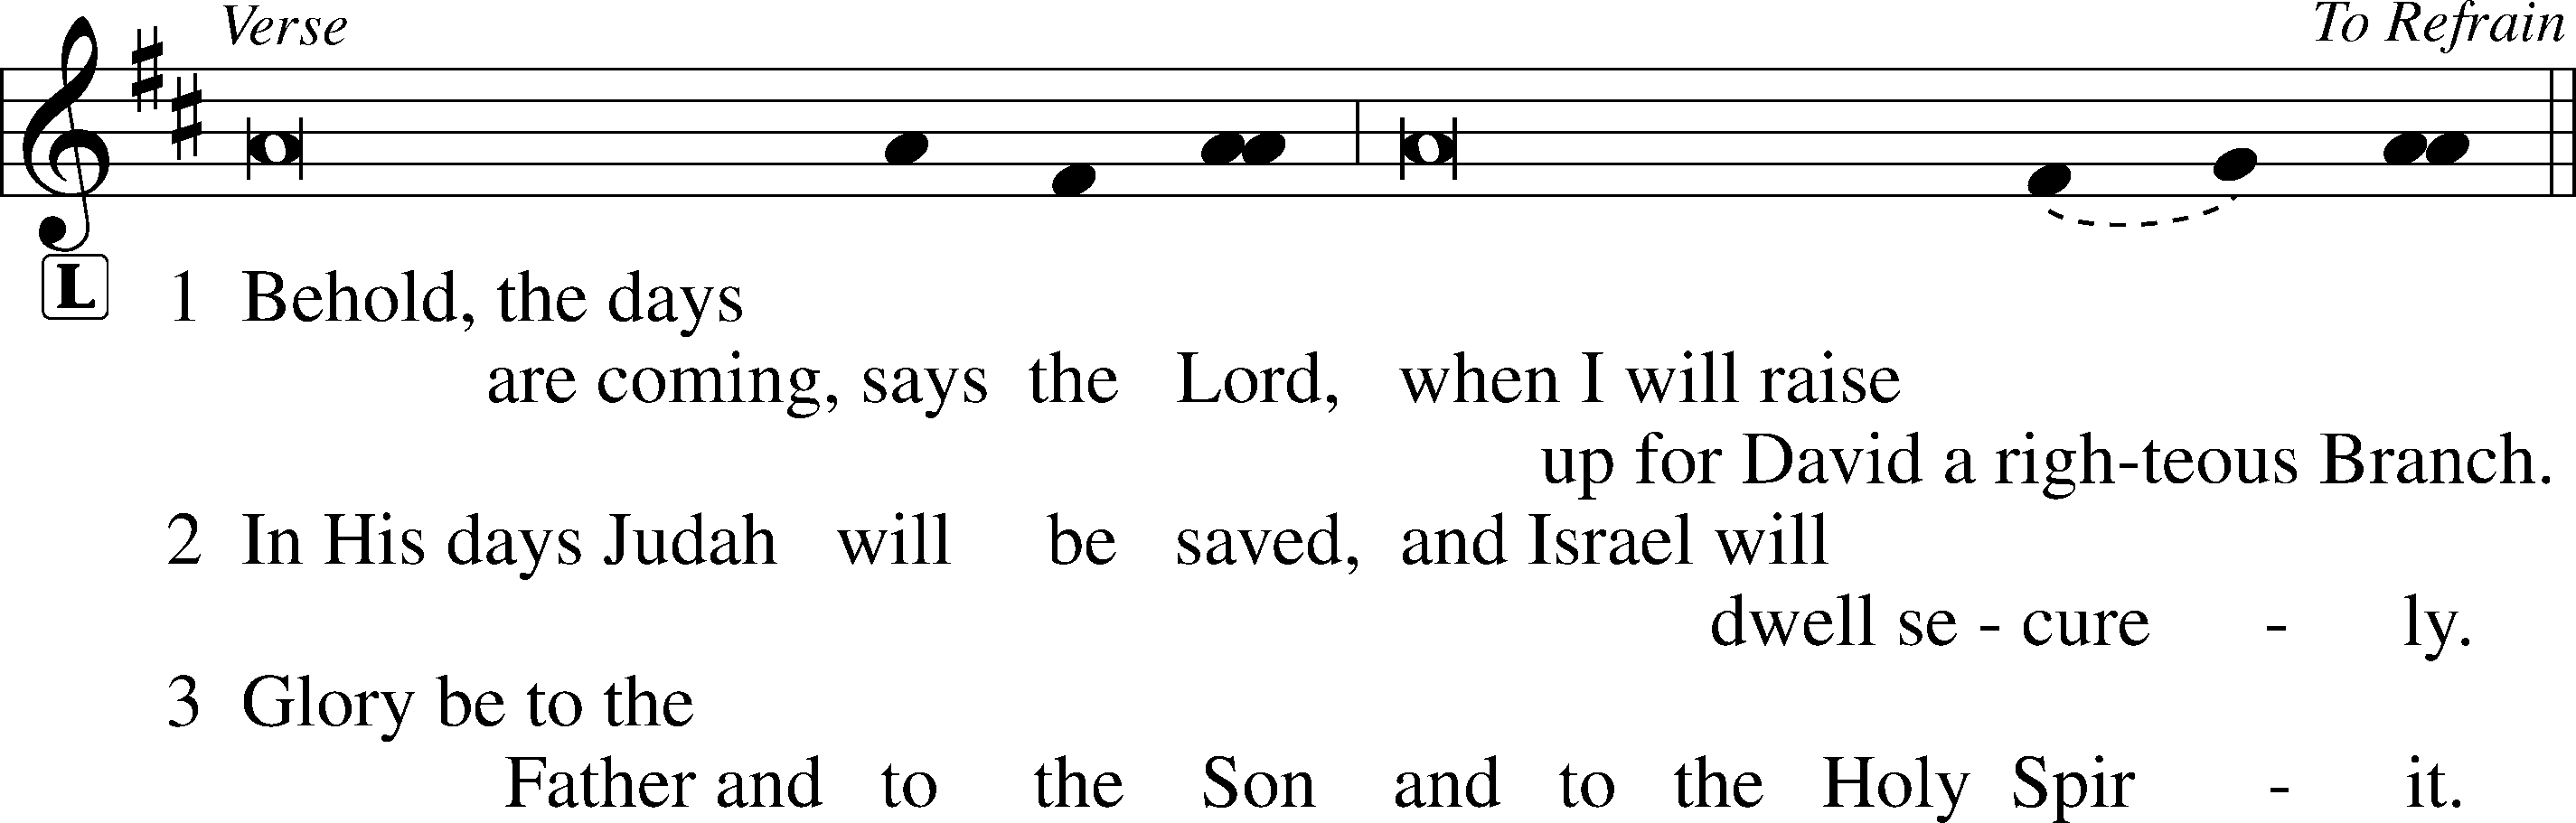 Verse To Refrain
L 1 Behold, the days
are coming, says the Lord, when I will raise
up for David a righ-teous Branch.
2 In His days Judah will be saved, and Israel will
dwell se - cure - ly.
3 Glory be to the
Father and to the Son and to the Holy Spir - it.